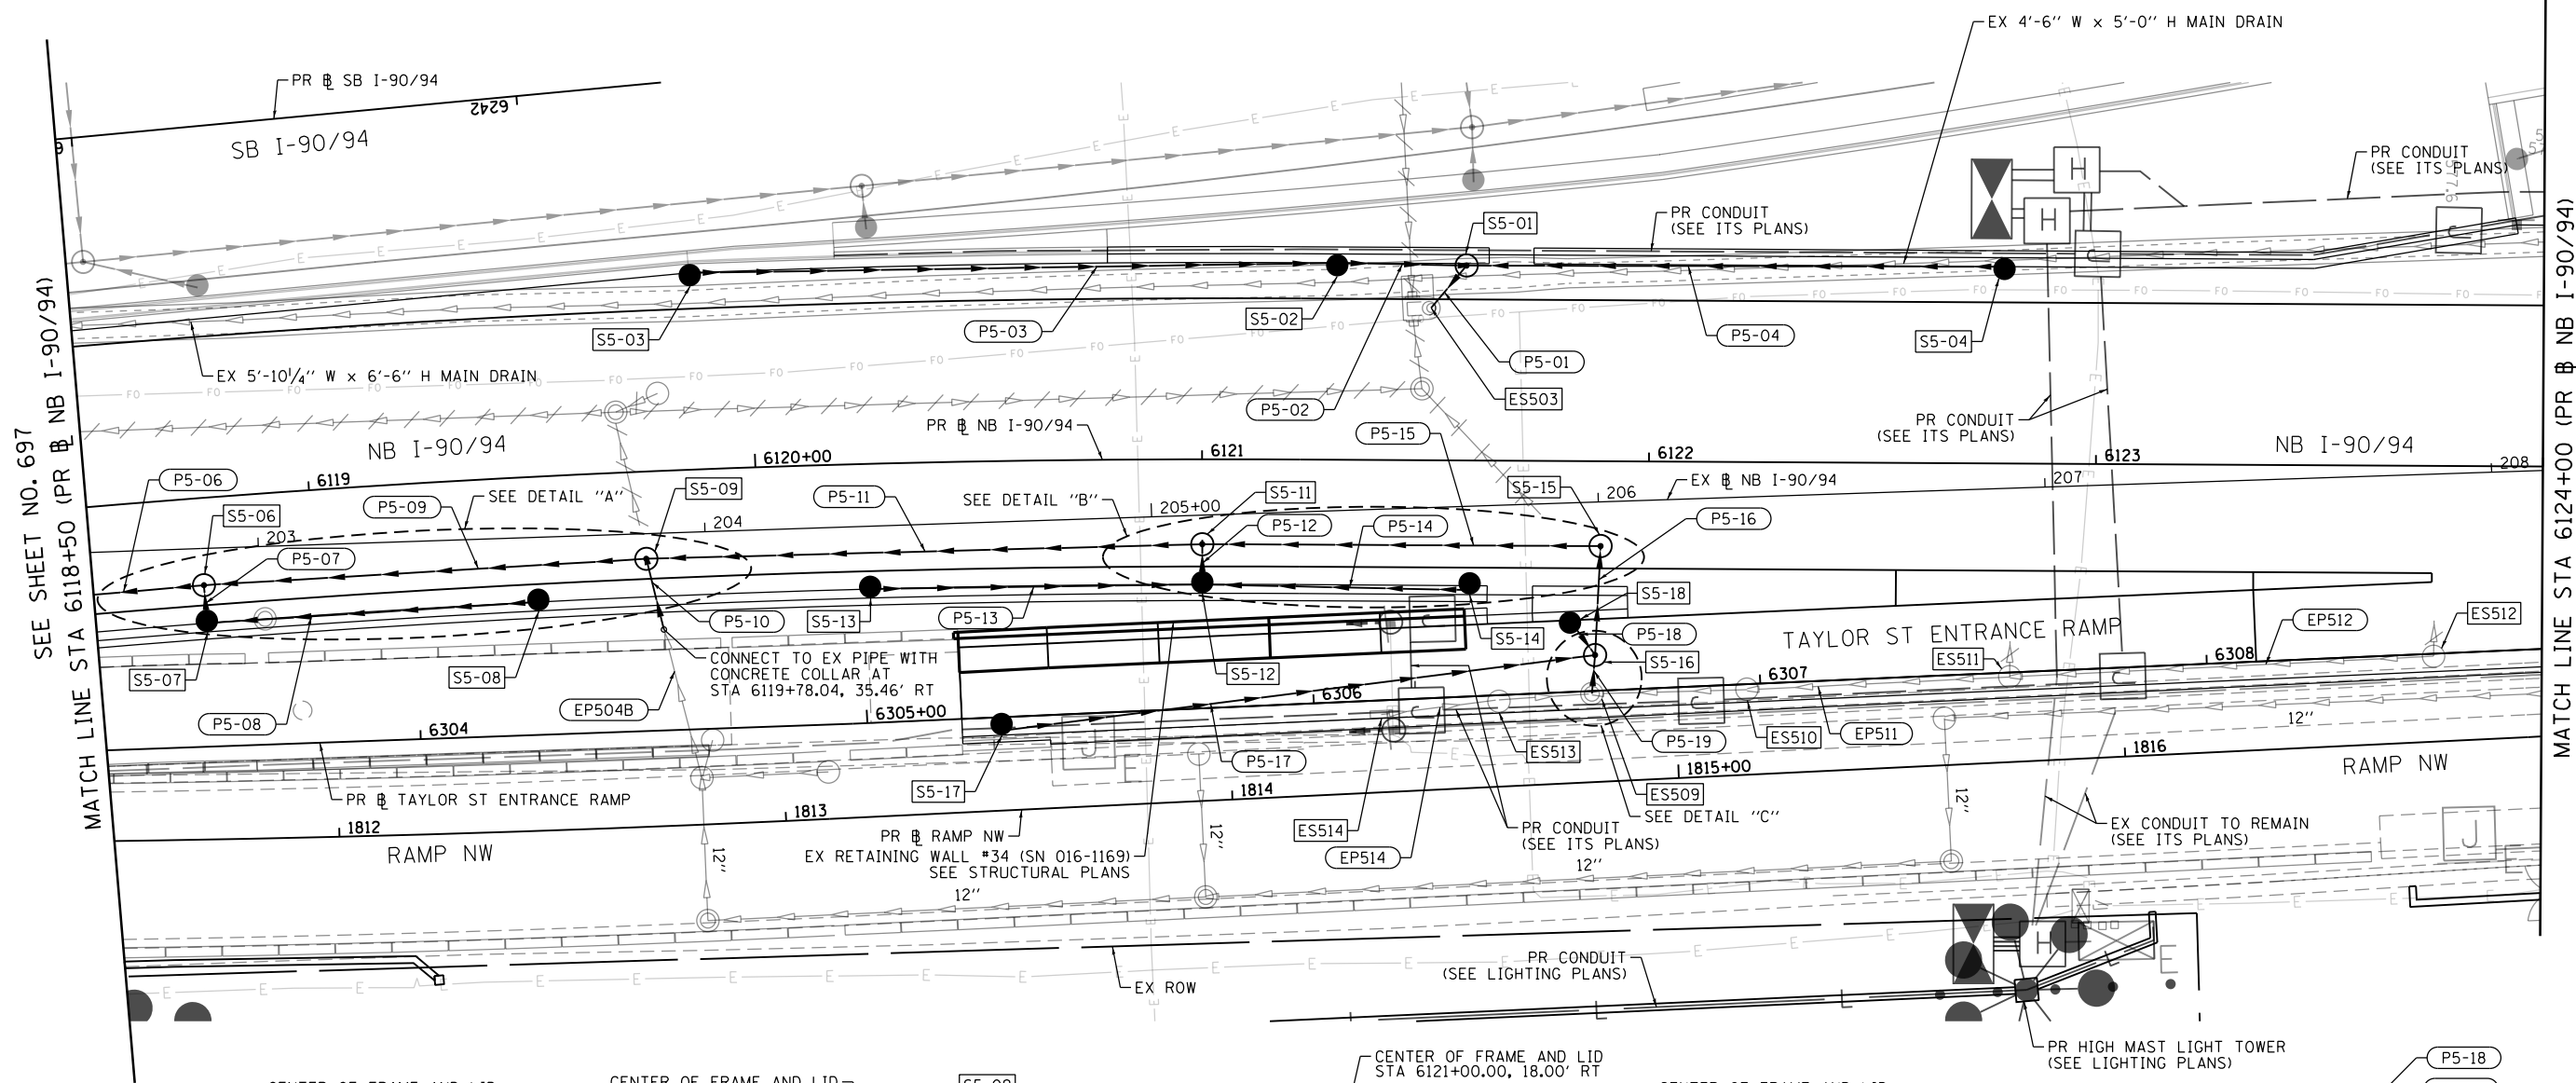 EX 4'-6" W x 5'-0" H MAIN DRAIN
PR ℄ SB I-90/94
6242
SB I-90/94
PR CONDUIT
(SEE ITS PLANS)
H
H
S5-01
PR CONDUIT
(SEE ITS PLANS)
C
S5-03
P5-03
S5-02
P5-01
P5-04
S5-04
EX 5'-10¼" W x 6'-6" H MAIN DRAIN
P5-02
ES503
PR CONDUIT
(SEE ITS PLANS)
SEE SHEET NO. 697
MATCH LINE STA 6118+50 (PR ℄ NB I-90/94)
MATCH LINE STA 6124+00 (PR ℄ NB I-90/94)
NB I-90/94
PR ℄ NB I-90/94
P5-15
NB I-90/94
6119
6120+00
6121
6122
6123
P5-06
P5-09
SEE DETAIL "A"
S5-09
P5-11
SEE DETAIL "B"
S5-11
S5-15
EX ℄ NB I-90/94
203
204
205+00
206
207
208
S5-06
P5-07
P5-12
P5-14
P5-16
S5-07
P5-08
S5-08
P5-10
S5-13
P5-13
S5-12
S5-14
S5-18
P5-18
S5-16
TAYLOR ST ENTRANCE RAMP
ES511
EP512
ES512
CONNECT TO EX PIPE WITH
CONCRETE COLLAR AT
STA 6119+78.04, 35.46' RT
EP504B
6304
6305+00
6306
6307
6308
J
C
C
C
S5-17
P5-17
ES513
P5-19
ES510
EP511
12"
PR ℄ TAYLOR ST ENTRANCE RAMP
ES509
SEE DETAIL "C"
1812
1813
1814
1815+00
1816
RAMP NW
RAMP NW
PR ℄ RAMP NW
EX RETAINING WALL #34 (SN 016-1169)
SEE STRUCTURAL PLANS
ES514
EP514
PR CONDUIT
(SEE ITS PLANS)
EX CONDUIT TO REMAIN
(SEE ITS PLANS)
J
12"
12"
12"
12"
12"
H
E
EX ROW
PR CONDUIT
(SEE LIGHTING PLANS)
PR HIGH MAST LIGHT TOWER
(SEE LIGHTING PLANS)
CENTER OF FRAME AND LID
STA 6121+00.00, 18.00' RT
P5-18
CENTER OF FRAME AND LID